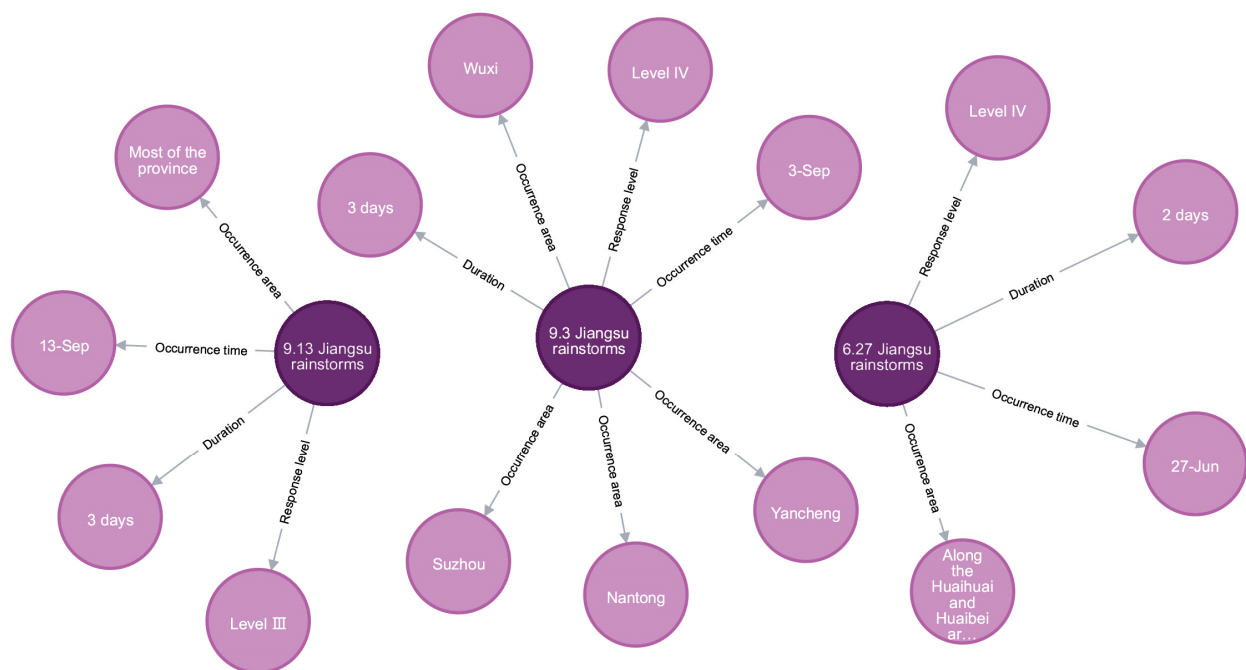 Wuxi
Level IV
Occurrence area
Response level
3-Sep
3 days
Occurrence time
Duration
9.3 Jiangsu
rainstorms
Occurrence area
Occurrence area
Occurrence area
Suzhou
Nantong
Yancheng
Most of the
province
Occurrence area
13-Sep
Occurrence time
9.13 Jiangsu
rainstorms
Duration
Response level
3 days
Level III
Level IV
Response level
2 days
Duration
6.27 Jiangsu
rainstorms
Occurrence time
27-Jun
Occurrence area
Along
the
Huaihuai
and
Huaibei
ar…